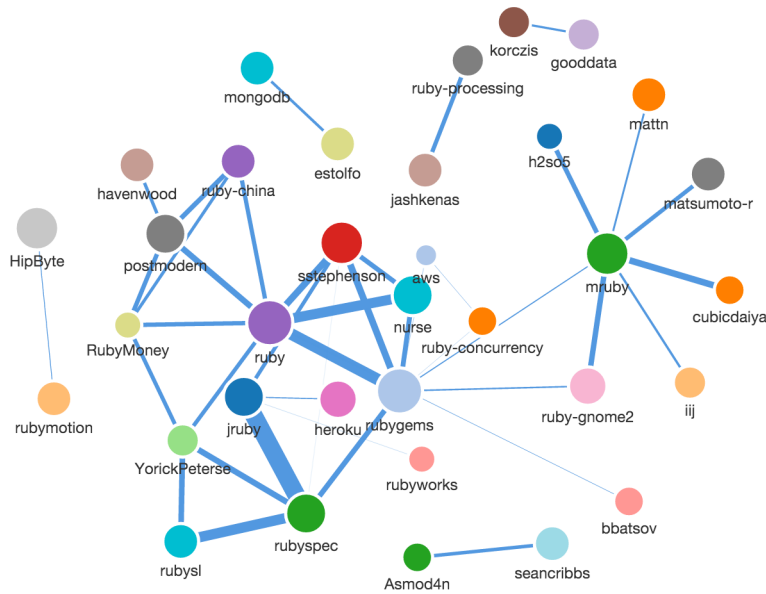 korczis
gooddata
ruby-processing
mongodb
mattn
h2so5
estolfo
havenwood
ruby-china
jashkenas
matsumoto-r
HipByte
postmodern
sstephenson
aws
mruby
cubicdaiya
nurse
RubyMoney
ruby
ruby-concurrency
rubymotion
jruby
heroku
rubygems
ruby-gnome2
iij
YorickPeterse
rubyworks
bbatsov
rubyspec
rubysl
Asmod4n
seancribbs